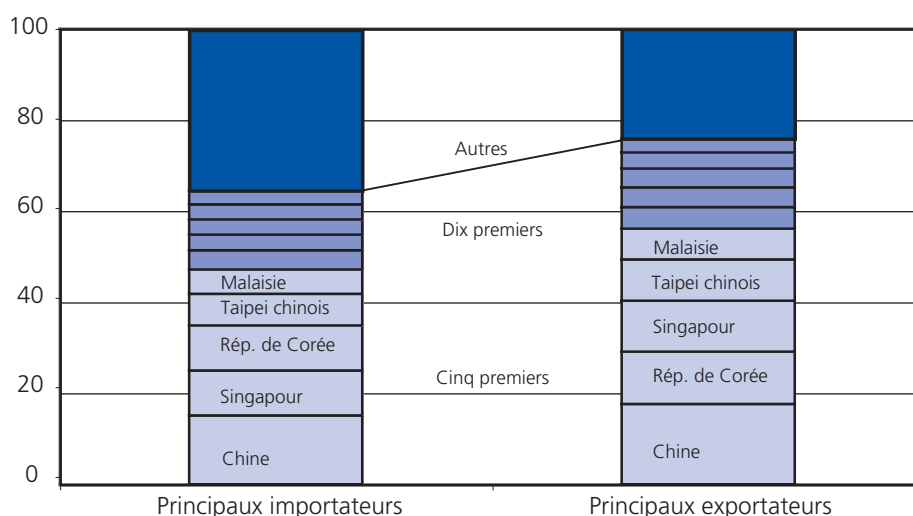 100
80
60
40
20
0
Autres
Dix premiers
Cinq premiers
Malaisie
Taipei chinois
Rép. de Corée
Singapour
Chine
Malaisie
Taipei chinois
Singapour
Rép. de Corée
Chine
Principaux importateurs
Principaux exportateurs